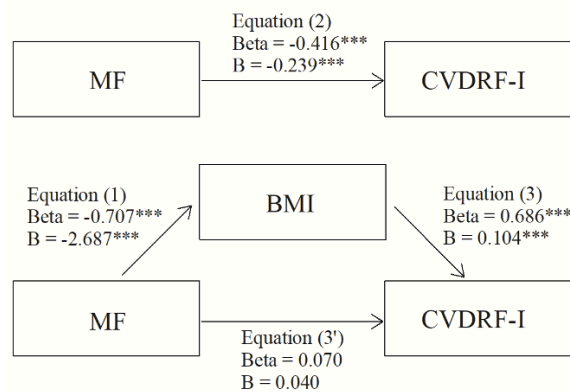 Equation (2)
Beta = -0.416***
B = -0.239***
MF
CVDRF-I
Equation (1)
Beta = -0.707***
B = -2.687***
BMI
Equation (3)
Beta = 0.686***
B = 0.104***
MF
CVDRF-I
Equation (3')
Beta = 0.070
B = 0.040